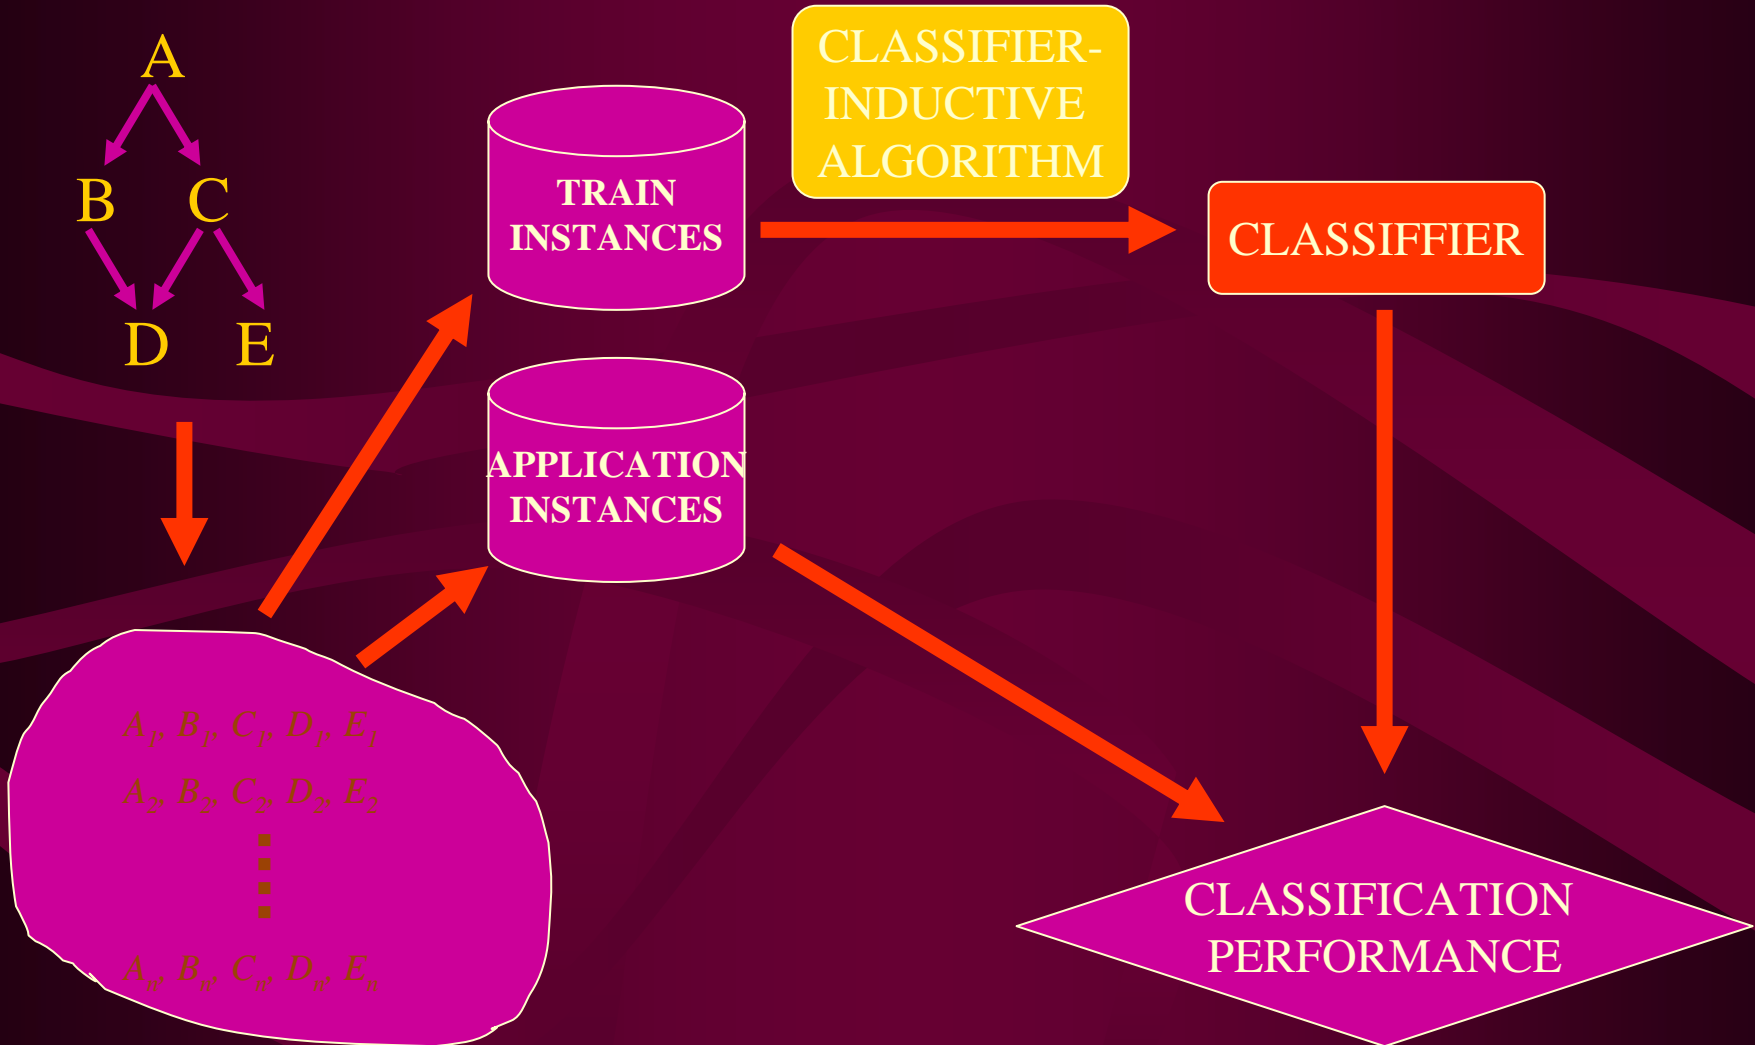 A
B C
D E
TRAIN
INSTANCES
APPLICATION
INSTANCES
CLASSIFIER-
INDUCTIVE
ALGORITHM
CLASSIFFIER
A1, B1, C1, D1, E1
A2, B2, C2, D2, E2
An, Bn, Cn, Dn, En
CLASSIFICATION
PERFORMANCE